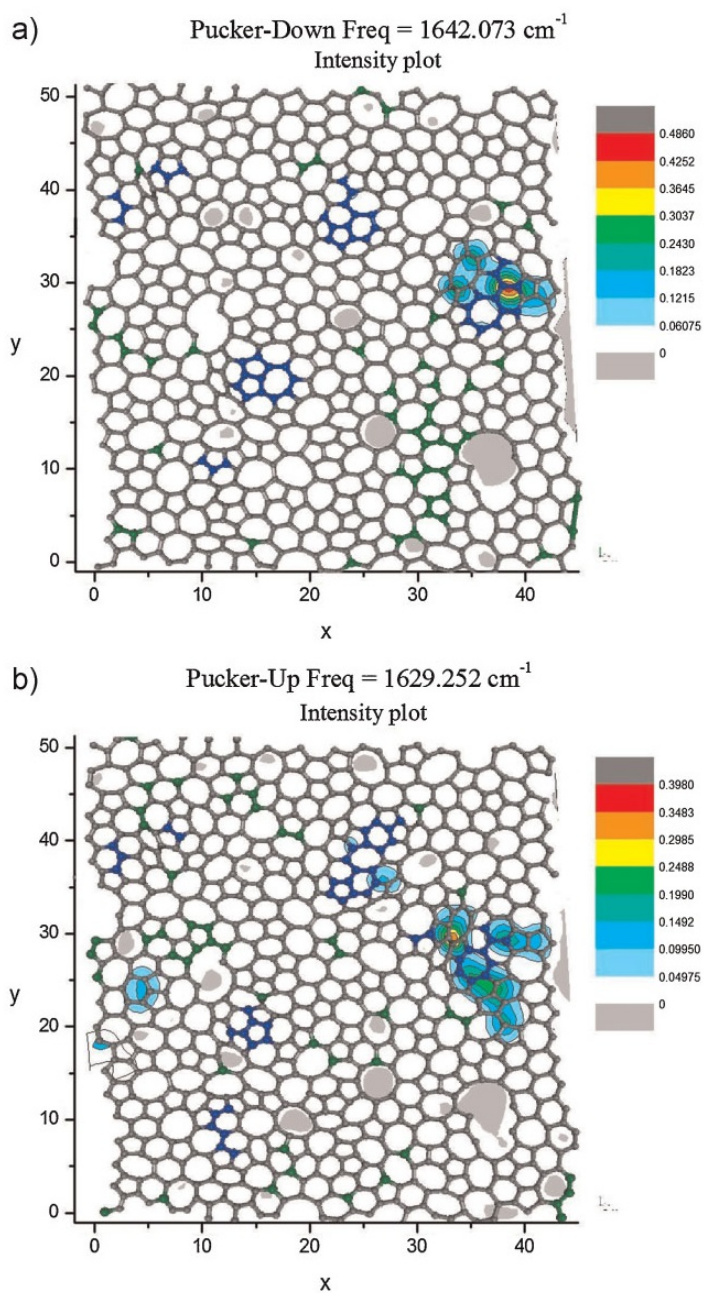 a)
Pucker-Down Freq = 1642.073 cm⁻¹
Intensity plot
50
40
30
20
10
0
y
0 10 20 30 40
x
0.4860
0.4252
0.3645
0.3037
0.2430
0.1823
0.1215
0.06075
0
b)
Pucker-Up Freq = 1629.252 cm⁻¹
Intensity plot
50
40
30
20
10
0
y
0 10 20 30 40
x
0.3980
0.3483
0.2985
0.2488
0.1990
0.1492
0.09950
0.04975
0